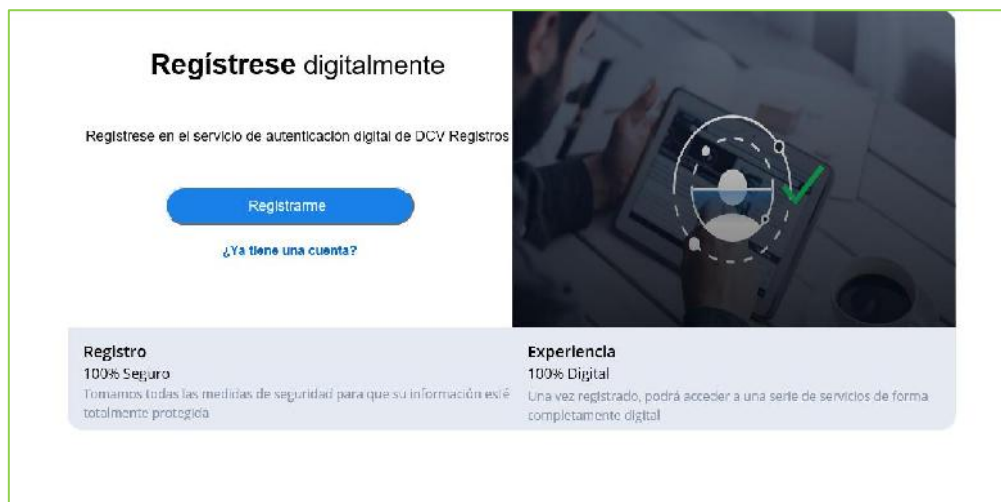 Regístrese digitalmente
Regístrese en el servicio de autenticación digital de DCV Registros
Registrarme
¿Ya tiene una cuenta?
Registro
100% Seguro
Tomamos todas las medidas de seguridad para que su información esté
totalmente protegida
Experiencia
100% Digital
Una vez registrado, podrá acceder a una serie de servicios de forma
completamente digital